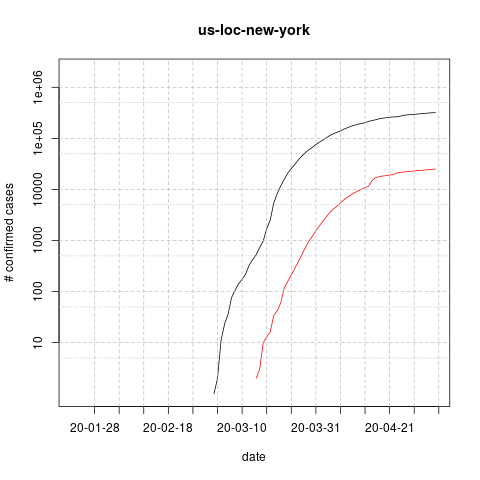 us-loc-new-york
# confirmed cases
1e+06
1e+05
10000
1000
100
10
20-01-28
20-02-18
20-03-10
20-03-31
20-04-21
date